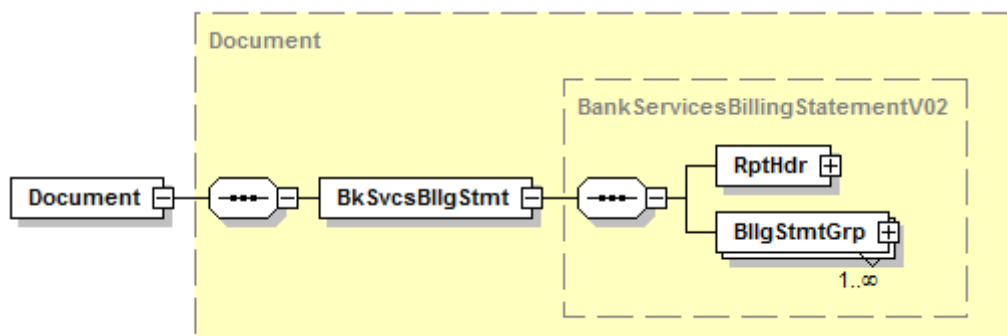 Document
BankServicesBillingStatementV02
RptHdr
Document
BkSvcsBllgStmt
BllgStmtGrp
1..∞